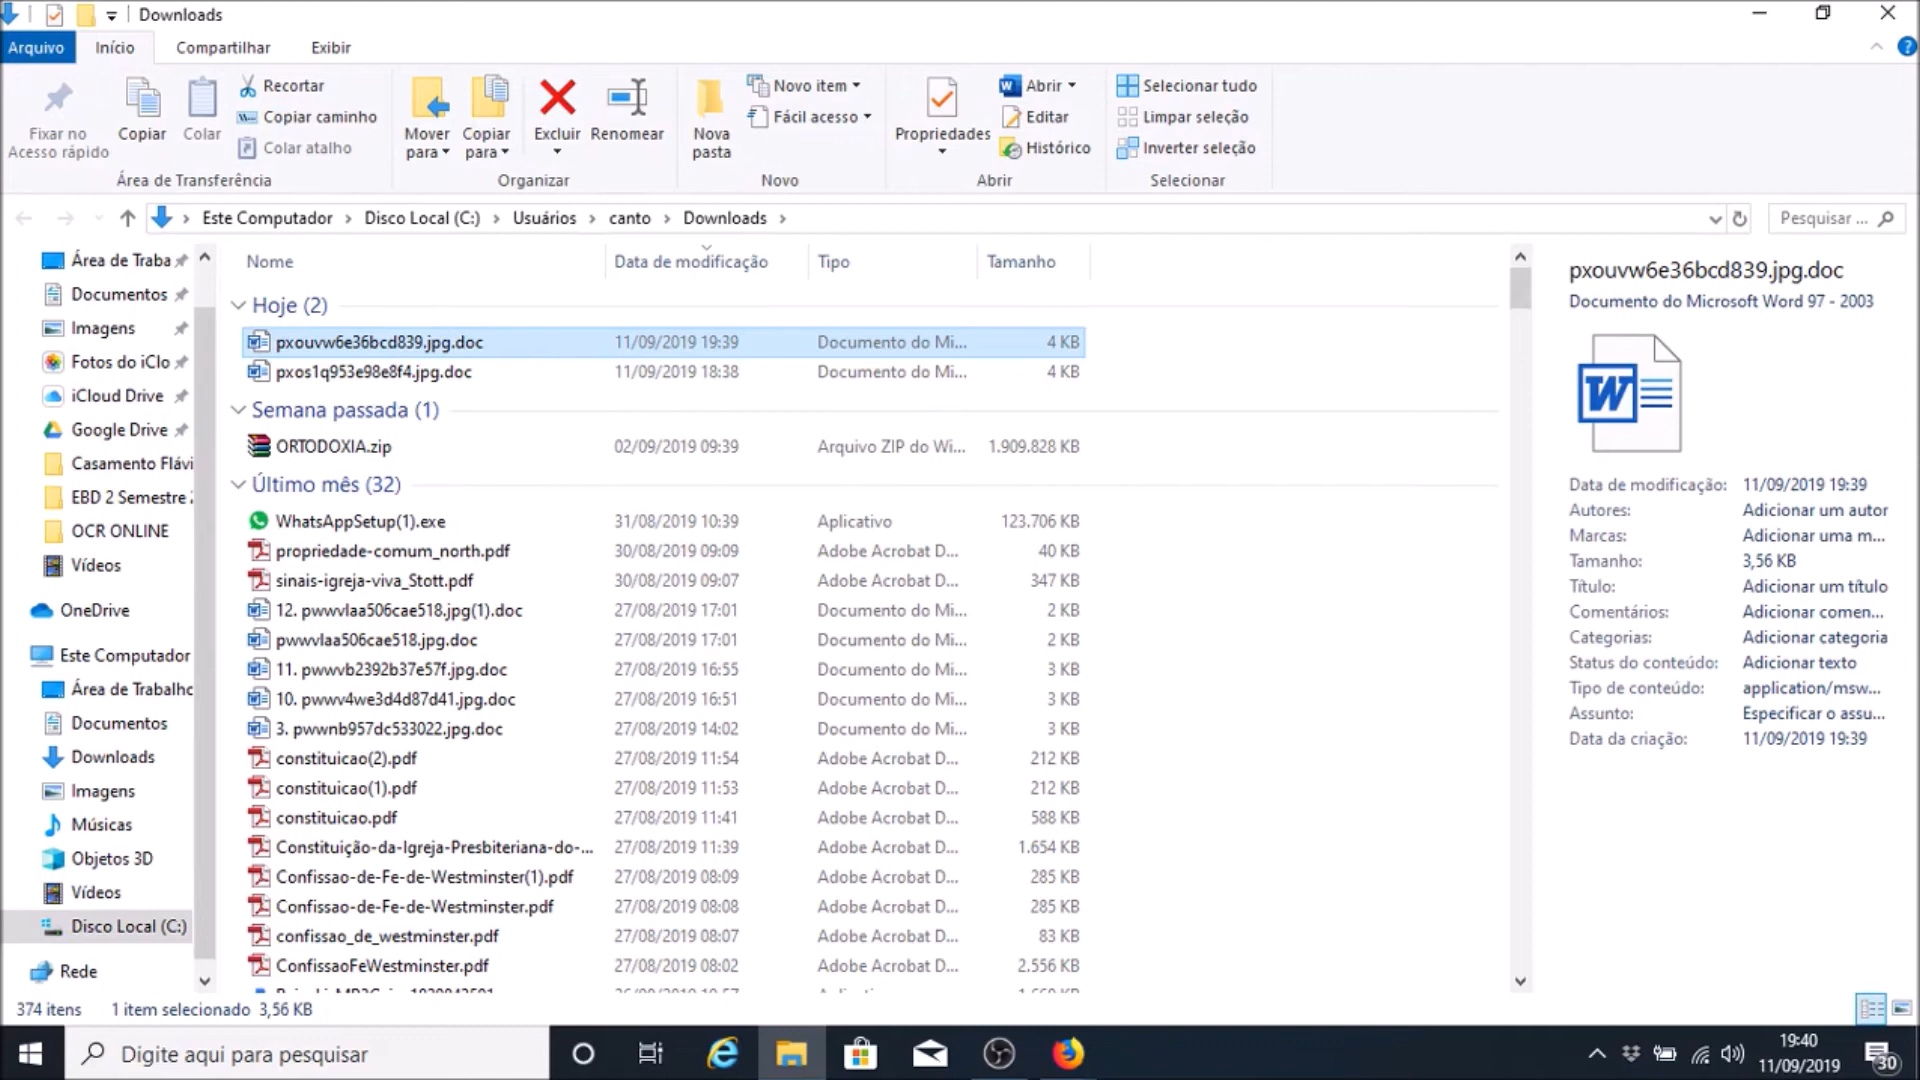 Downloads
Arquivo Início Compartilhar Exibir
Fixar no Acesso rápido
Copiar
Colar
Recortar
Copiar caminho
Colar atalho
Área de Transferência
Mover para
Copiar para
Excluir
Renomear
Organizar
Nova pasta
Novo item
Fácil acesso
Novo
Propriedades
Abrir
Editar
Histórico
Abrir
Selecionar tudo
Limpar seleção
Inverter seleção
Selecionar
Este Computador Disco Local (C:) Usuários canto Downloads
Pesquisar ...
Área de Traba
Documentos
Imagens
Fotos do iClo
iCloud Drive
Google Drive
Casamento Flávi
EBD 2 Semestre
OCR ONLINE
Vídeos
OneDrive
Este Computador
Área de Trabalho
Documentos
Downloads
Imagens
Músicas
Objetos 3D
Vídeos
Disco Local (C:)
Rede
Nome Data de modificação Tipo Tamanho
Hoje (2)
pxouvw6e36bcd839.jpg.doc 11/09/2019 19:39 Documento do Mi... 4 KB
pxos1q953e98e8f4.jpg.doc 11/09/2019 18:38 Documento do Mi... 4 KB
Semana passada (1)
ORTODOXIA.zip 02/09/2019 09:39 Arquivo ZIP do Wi... 1.909.828 KB
Último mês (32)
WhatsAppSetup(1).exe 31/08/2019 10:39 Aplicativo 123.706 KB
propriedade-comum_north.pdf 30/08/2019 09:09 Adobe Acrobat D... 40 KB
sinais-igreja-viva_Stott.pdf 30/08/2019 09:07 Adobe Acrobat D... 347 KB
12. pwwvlaa506cae518.jpg(1).doc 27/08/2019 17:01 Documento do Mi... 2 KB
pwwvlaa506cae518.jpg.doc 27/08/2019 17:01 Documento do Mi... 2 KB
11. pwwvb2392b37e57f.jpg.doc 27/08/2019 16:55 Documento do Mi... 3 KB
10. pwwv4we3d4d87d41.jpg.doc 27/08/2019 16:51 Documento do Mi... 3 KB
3. pwwnb957dc533022.jpg.doc 27/08/2019 14:02 Documento do Mi... 3 KB
constituicao(2).pdf 27/08/2019 11:54 Adobe Acrobat D... 212 KB
constituicao(1).pdf 27/08/2019 11:53 Adobe Acrobat D... 212 KB
constituicao.pdf 27/08/2019 11:41 Adobe Acrobat D... 588 KB
Constituição-da-Igreja-Presbiteriana-do-... 27/08/2019 11:39 Adobe Acrobat D... 1.654 KB
Confissao-de-Fe-de-Westminster(1).pdf 27/08/2019 08:09 Adobe Acrobat D... 285 KB
Confissao-de-Fe-de-Westminster.pdf 27/08/2019 08:08 Adobe Acrobat D... 285 KB
confissao_de_westminster.pdf 27/08/2019 08:07 Adobe Acrobat D... 83 KB
ConfissaoFeWestminster.pdf 27/08/2019 08:02 Adobe Acrobat D... 2.556 KB
pxouvw6e36bcd839.jpg.doc
Documento do Microsoft Word 97 - 2003
Data de modificação: 11/09/2019 19:39
Autores: Adicionar um autor
Marcas: Adicionar uma m...
Tamanho: 3,56 KB
Título: Adicionar um título
Comentários: Adicionar comen...
Categorias: Adicionar categoria
Status do conteúdo: Adicionar texto
Tipo de conteúdo: application/msw...
Assunto: Especificar o assu...
Data da criação: 11/09/2019 19:39
374 itens 1 item selecionado 3,56 KB
Digite aqui para pesquisar
19:40
11/09/2019
30